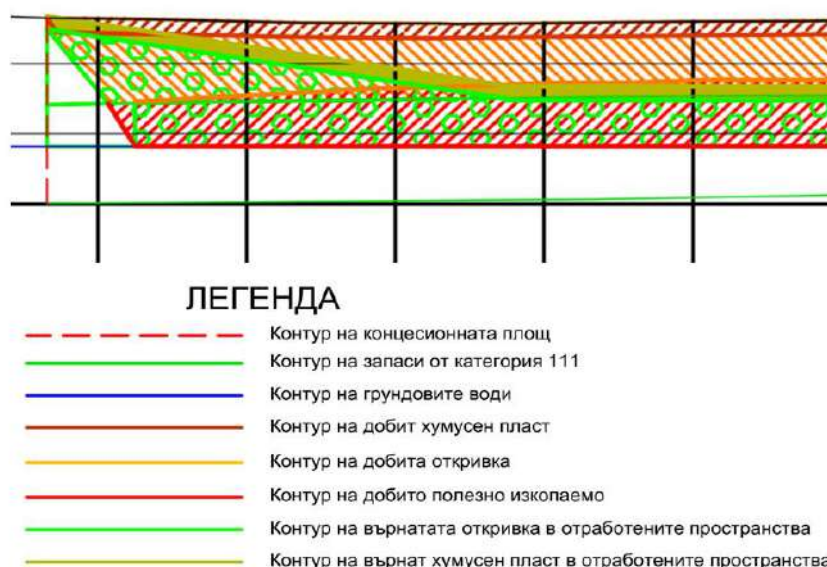 ЛЕГЕНДА
Контур на концесионната площ
Контур на запаси от категория 111
Контур на грундовите води
Контур на добит хумусен пласт
Контур на добита откривка
Контур на добито полезно изкопаемо
Контур на върнатата откривка в отработените пространства
Контур на върнат хумусен пласт в отработените пространства